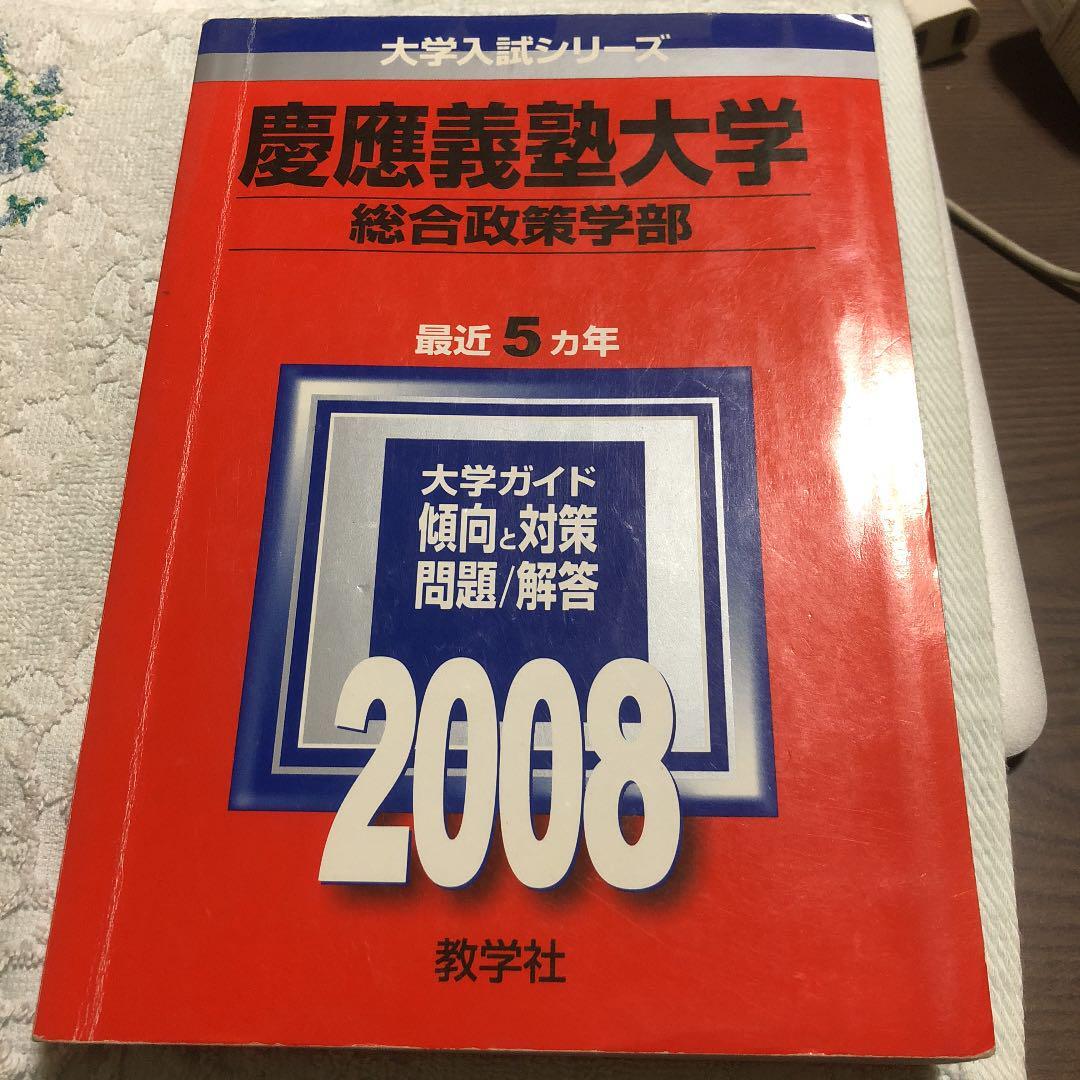 大学入試シリーズ
慶應義塾大学
総合政策学部
最近 5 ヵ年
大学ガイド
傾向と対策
問題/解答
2008
教学社